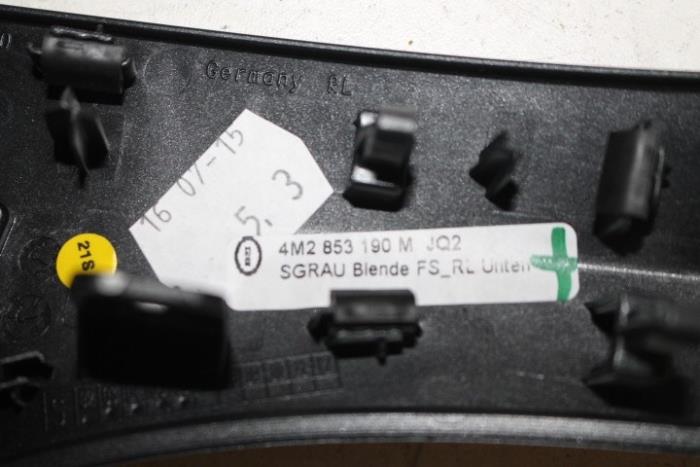 Germany RL
16 07-15
5.3
21S
4M2 853 190 M JQ2
SGRAU Blende FS_RL Unten